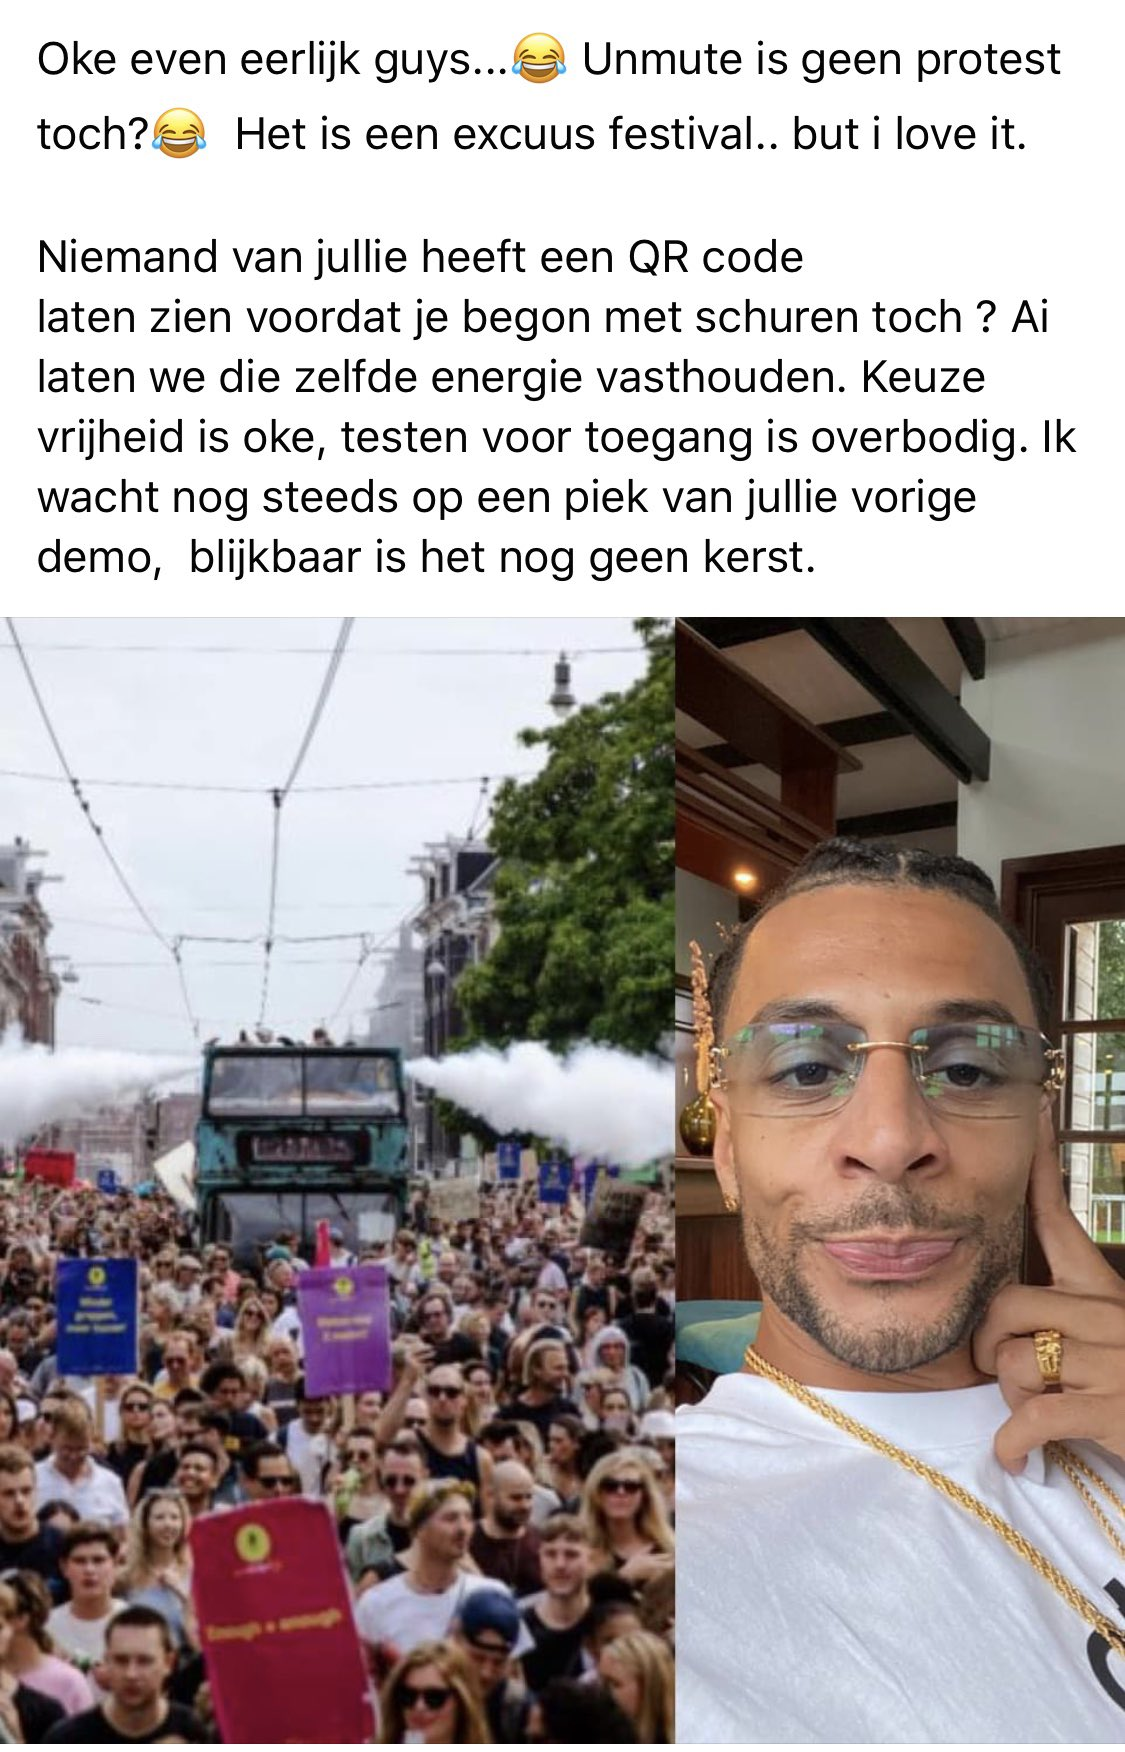 Oke even eerlijk guys...😂 Unmute is geen protest
toch?😂 Het is een excuus festival.. but i love it.
Niemand van jullie heeft een QR code
laten zien voordat je begon met schuren toch ? Ai
laten we die zelfde energie vasthouden. Keuze
vrijheid is oke, testen voor toegang is overbodig. Ik
wacht nog steeds op een piek van jullie vorige
demo, blijkbaar is het nog geen kerst.
Enough = enough